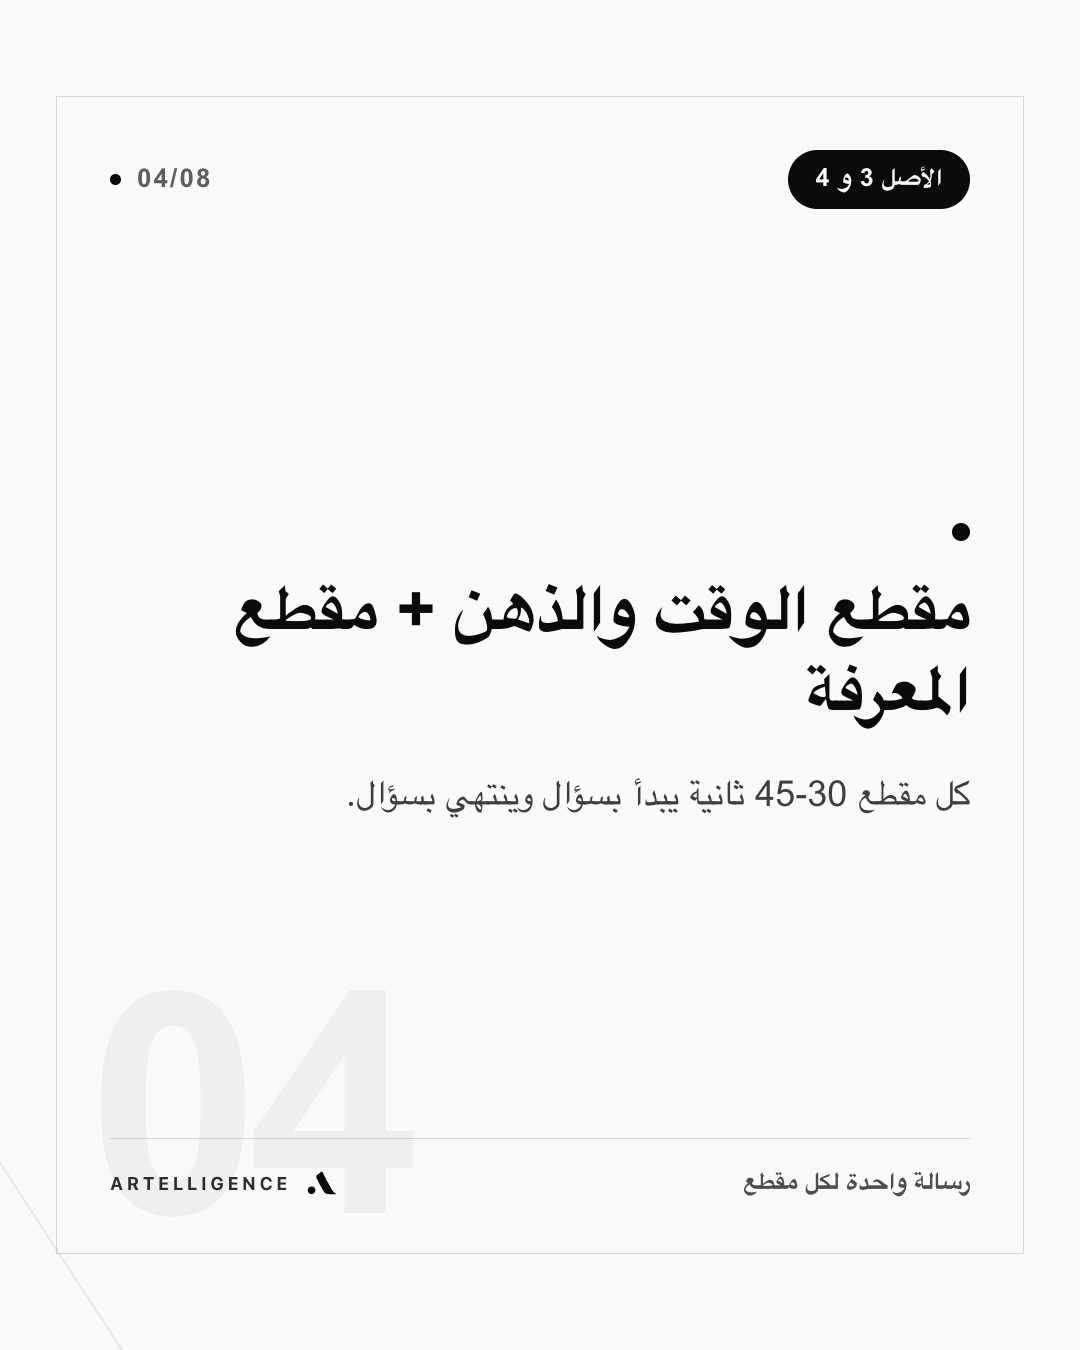 الأصل 3 و 4
04/08
مقطع الوقت والذهن + مقطع
المعرفة
كل مقطع 30-45 ثانية يبدأ بسؤال وينتهي بسؤال.
04
رسالة واحدة لكل مقطع
ARTELLIGENCE